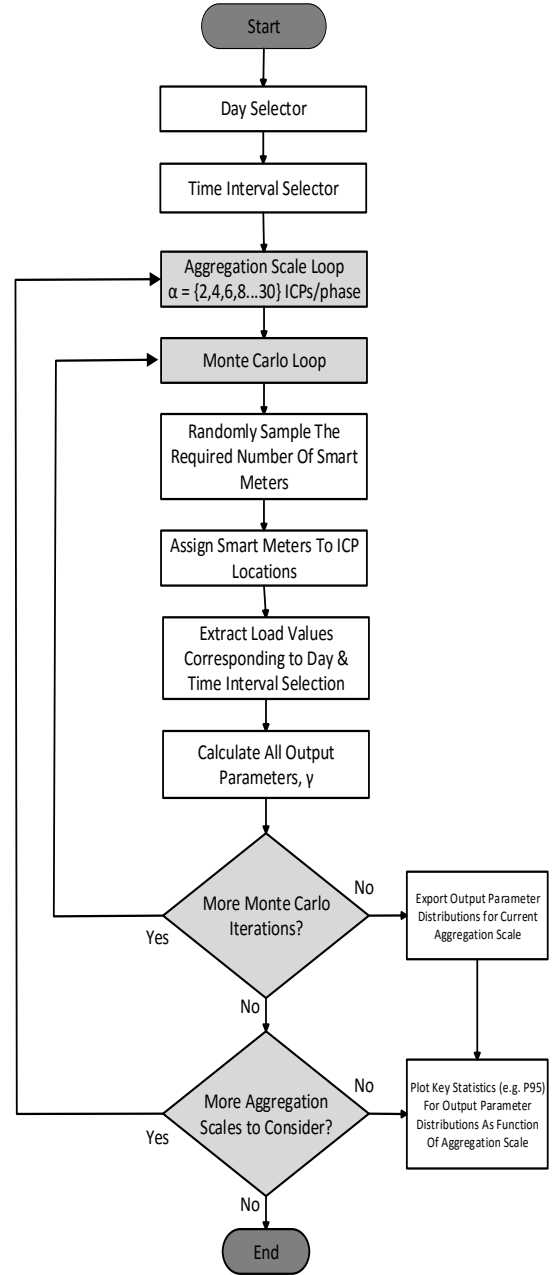 Start
Day Selector
Time Interval Selector
Aggregation Scale Loop
α = {2,4,6,8...30} ICPs/phase
Monte Carlo Loop
Randomly Sample The
Required Number Of Smart
Meters
Assign Smart Meters To ICP
Locations
Extract Load Values
Corresponding to Day &
Time Interval Selection
Calculate All Output
Parameters, γ
More Monte Carlo
Iterations?
Yes
No
No
Export Output Parameter
Distributions for Current
Aggregation Scale
More Aggregation
Scales to Consider?
Yes
No
No
Plot Key Statistics (e.g. P95)
For Output Parameter
Distributions As Function
Of Aggregation Scale
End